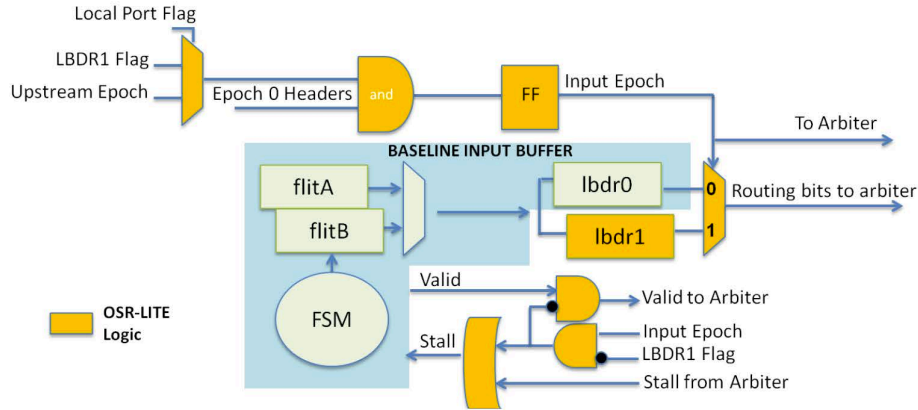 Local Port Flag
LBDR1 Flag
Upstream Epoch
Epoch 0 Headers
and
FF
Input Epoch
To Arbiter
BASELINE INPUT BUFFER
flitA
flitB
lbdr0
lbdr1
0
1
Routing bits to arbiter
FSM
Valid
Valid to Arbiter
Input Epoch
LBDR1 Flag
Stall
Stall from Arbiter
OSR-LITE
Logic